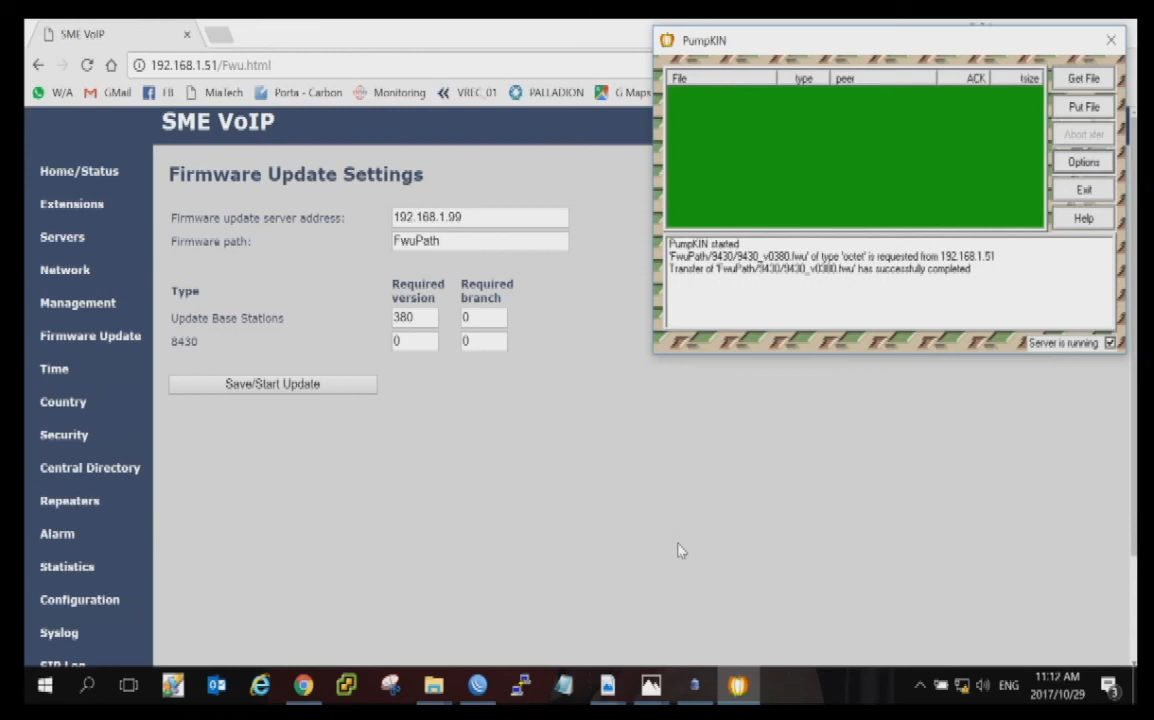 SME VoIP
192.168.1.51/Fwu.html
W/A GMail FB MiaTech Porta - Carbon Monitoring VREC_01 PALLADION G Maps
SME VoIP
Home/Status
Extensions
Servers
Network
Management
Firmware Update
Time
Country
Security
Central Directory
Repeaters
Alarm
Statistics
Configuration
Syslog
SIP Log
Firmware Update Settings
Firmware update server address: 192.168.1.99
Firmware path: FwuPath
Type Required version Required branch
Update Base Stations 380 0
8430 0 0
Save/Start Update
PumpKIN
File type peer ACK tsize
Get File
Put File
Abort xfer
Options
Exit
Help
PumpKIN started
'FwuPath/9430/9430_v0380.fwu' of type 'octet' is requested from 192.168.1.51
Transfer of 'FwuPath/9430/9430_v0380.fwu' has successfully completed
Server is running
ENG
11:12 AM
2017/10/29
3